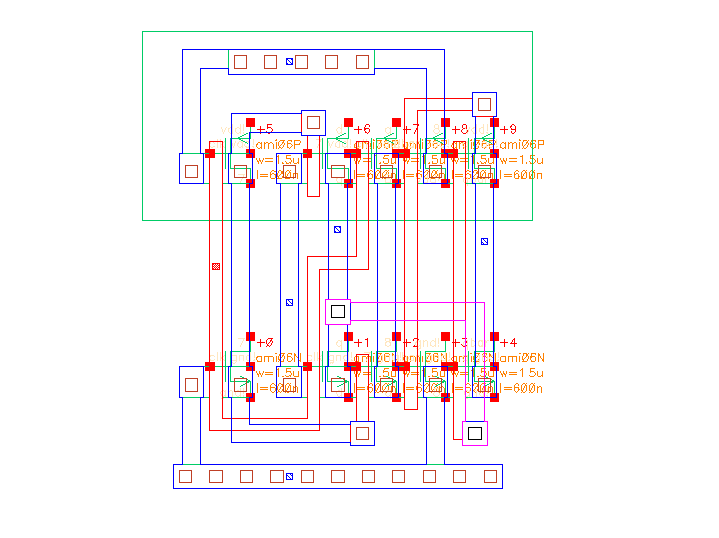 +5 +6 +7 +8 +9
ami06P ami06P ami06P ami06P ami06P
w=1.5u w=1.5u w=1.5u w=1.5u w=1.5u
l=600n l=600n l=600n l=600n l=600n
+0 +1 +2 +3 +4
ami06N ami06N ami06N ami06N ami06N
w=1.5u w=1.5u w=1.5u w=1.5u w=1.5u
l=600n l=600n l=600n l=600n l=600n